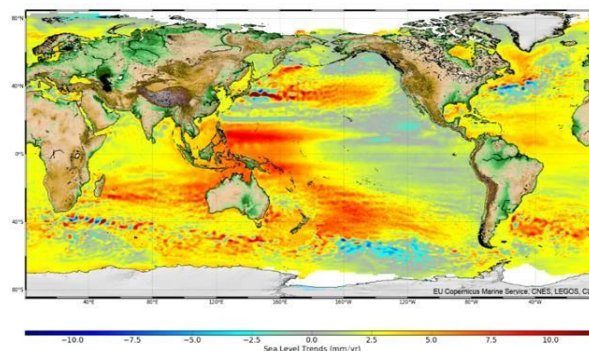 80°N
40°N
0°N
40°S
80°S
40°E
80°E
120°E
160°E
160°W
120°W
80°W
40°W
EU Copernicus Marine Service, CNES, LEGOS, CL
−10.0 −7.5 −5.0 −2.5 0.0 2.5 5.0 7.5 10.0
Sea Level Trends (mm/yr)